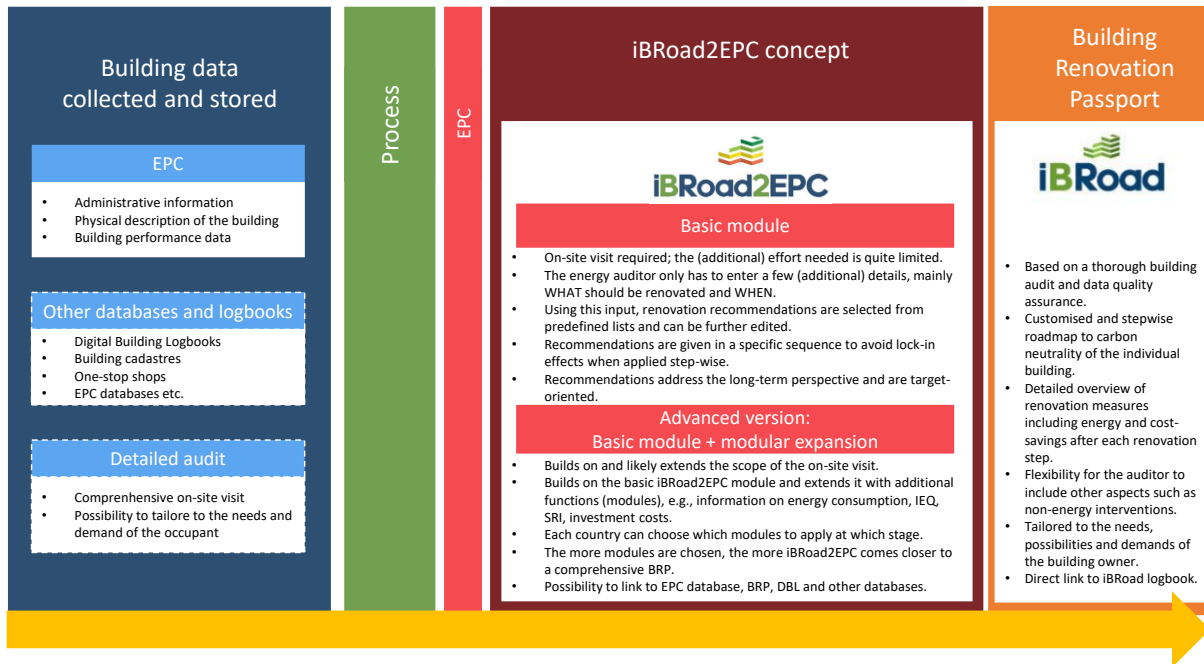 Building data
collected and stored
EPC
• Administrative information
• Physical description of the building
• Building performance data
Other databases and logbooks
• Digital Building Logbooks
• Building cadastres
• One-stop shops
• EPC databases etc.
Detailed audit
• Comprenhensive on-site visit
• Possibility to tailore to the needs and
demand of the occupant
Process
EPC
iBRoad2EPC concept
iBRoad2EPC
Basic module
• On-site visit required; the (additional) effort needed is quite limited.
• The energy auditor only has to enter a few (additional) details, mainly
WHAT should be renovated and WHEN.
• Using this input, renovation recommendations are selected from
predefined lists and can be further edited.
• Recommendations are given in a specific sequence to avoid lock-in
effects when applied step-wise.
• Recommendations address the long-term perspective and are target-
oriented.
Advanced version:
Basic module + modular expansion
• Builds on and likely extends the scope of the on-site visit.
• Builds on the basic iBRoad2EPC module and extends it with additional
functions (modules), e.g., information on energy consumption, IEQ,
SRI, investment costs.
• Each country can choose which modules to apply at which stage.
• The more modules are chosen, the more iBRoad2EPC comes closer to
a comprehensive BRP.
• Possibility to link to EPC database, BRP, DBL and other databases.
Building
Renovation
Passport
iBRoad
• Based on a thorough building
audit and data quality
assurance.
• Customised and stepwise
roadmap to carbon
neutrality of the individual
building.
• Detailed overview of
renovation measures
including energy and cost-
savings after each renovation
step.
• Flexibility for the auditor to
include other aspects such as
non-energy interventions.
• Tailored to the needs,
possibilities and demands of
the building owner.
• Direct link to iBRoad logbook.